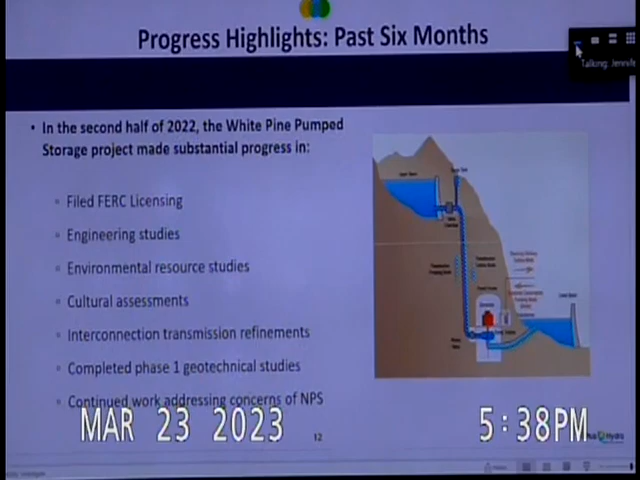 Progress Highlights: Past Six Months
Talking: Jennife
• In the second half of 2022, the White Pine Pumped
Storage project made substantial progress in:
Filed FERC Licensing
Engineering studies
Environmental resource studies
Cultural assessments
Interconnection transmission refinements
Completed phase 1 geotechnical studies
Continued work addressing concerns of NPS
MAR 23 2023
5:38PM
12